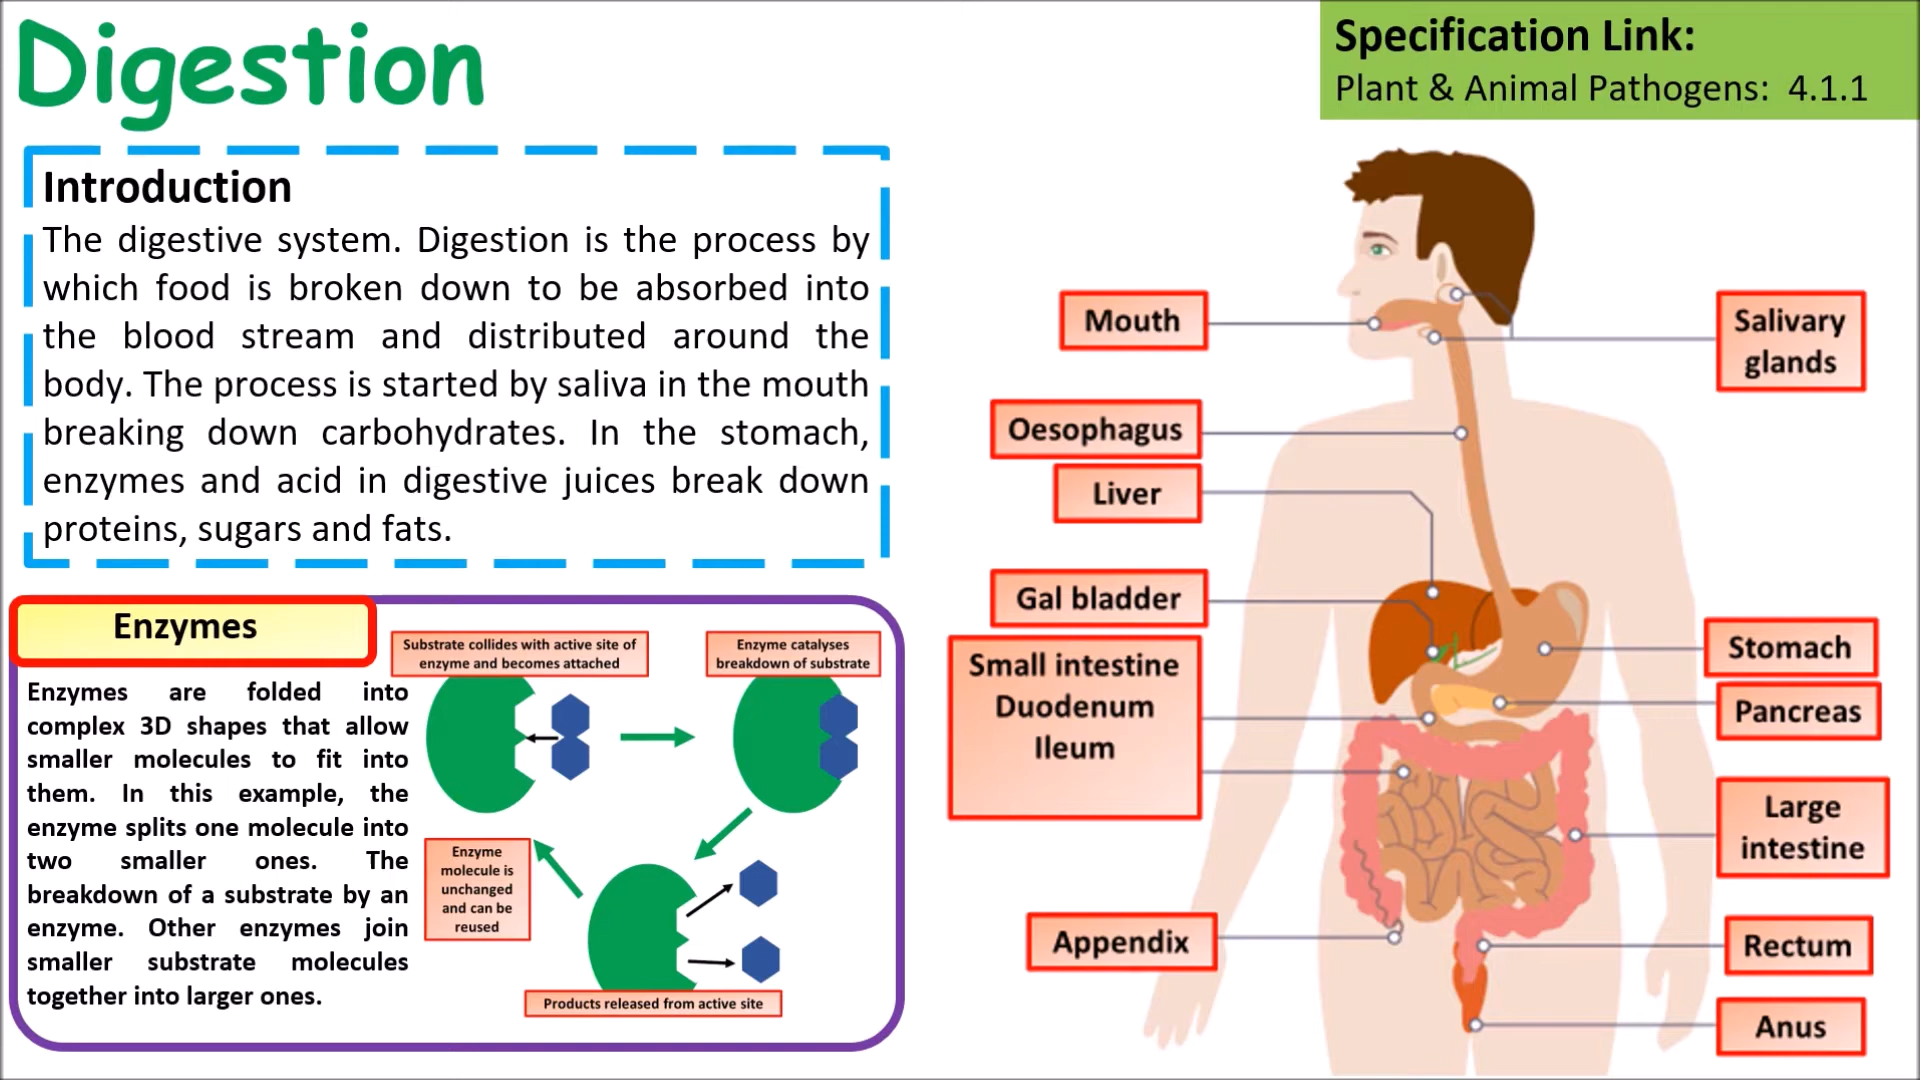 Digestion
Specification Link:
Plant & Animal Pathogens: 4.1.1
Introduction
The digestive system. Digestion is the process by
which food is broken down to be absorbed into
the blood stream and distributed around the
body. The process is started by saliva in the mouth
breaking down carbohydrates. In the stomach,
enzymes and acid in digestive juices break down
proteins, sugars and fats.
Enzymes
Enzymes are folded into
complex 3D shapes that allow
smaller molecules to fit into
them. In this example, the
enzyme splits one molecule into
two smaller ones. The
breakdown of a substrate by an
enzyme. Other enzymes join
smaller substrate molecules
together into larger ones.
Substrate collides with active site of
enzyme and becomes attached
Enzyme catalyses
breakdown of substrate
Enzyme
molecule is
unchanged
and can be
reused
Products released from active site
Mouth
Salivary
glands
Oesophagus
Liver
Gal bladder
Small intestine
Duodenum
Ileum
Stomach
Pancreas
Large
intestine
Appendix
Rectum
Anus